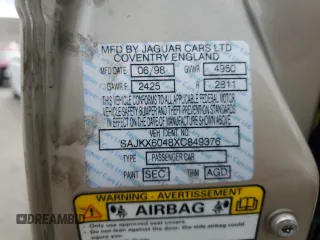 MFD BY JAGUAR CARS LTD
COVENTRY ENGLAND
MFD DATE 06/98 GVWR 4960
GAWR F 2425 R 2811
THIS VEHICLE CONFORMS TO ALL APPLICABLE FEDERAL MOTOR
VEHICLE SAFETY BUMPER AND THEFT PREVENTION STANDARDS
IN EFFECT ON THE DATE OF MANUFACTURE SHOWN ABOVE
VEH IDENT NO:
SAJKX6048XC849376
TYPE: PASSENGER CAR
PAINT SEC TRIM AGD
WARNING - AVERTISSEMENT
AIRBAG
DREAMBID